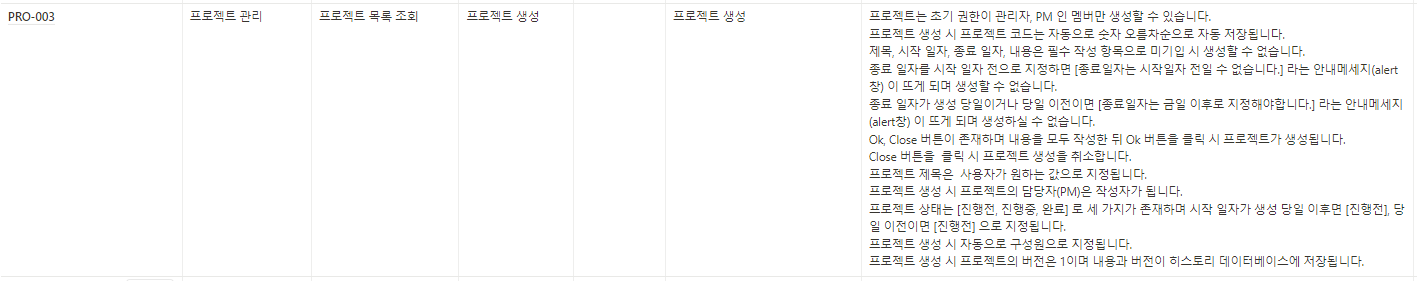 PRO-003
프로젝트 관리
프로젝트 목록 조회
프로젝트 생성
프로젝트 생성
프로젝트는 초기 권한이 관리자, PM 인 멤버만 생성할 수 있습니다.
프로젝트 생성 시 프로젝트 코드는 자동으로 숫자 오름차순으로 자동 저장됩니다.
제목, 시작 일자, 종료 일자, 내용은 필수 작성 항목으로 미기입 시 생성할 수 없습니다.
종료 일자를 시작 일자 전으로 지정하면 [종료일자는 시작일자 전일 수 없습니다.] 라는 안내메세지(alert
창) 이 뜨게 되며 생성할 수 없습니다.
종료 일자가 생성 당일이거나 당일 이전이면 [종료일자는 금일 이후로 지정해야합니다.] 라는 안내메세지
(alert창) 이 뜨게 되며 생성하실 수 없습니다.
Ok, Close 버튼이 존재하며 내용을 모두 작성한 뒤 Ok 버튼을 클릭 시 프로젝트가 생성됩니다.
Close 버튼을 클릭 시 프로젝트 생성을 취소합니다.
프로젝트 제목은 사용자가 원하는 값으로 지정됩니다.
프로젝트 생성 시 프로젝트의 담당자(PM)은 작성자가 됩니다.
프로젝트 상태는 [진행전, 진행중, 완료] 로 세 가지가 존재하며 시작 일자가 생성 당일 이후면 [진행전], 당
일 이전이면 [진행전] 으로 지정됩니다.
프로젝트 생성 시 자동으로 구성원으로 지정됩니다.
프로젝트 생성 시 프로젝트의 버전은 1이며 내용과 버전이 히스토리 데이터베이스에 저장됩니다.